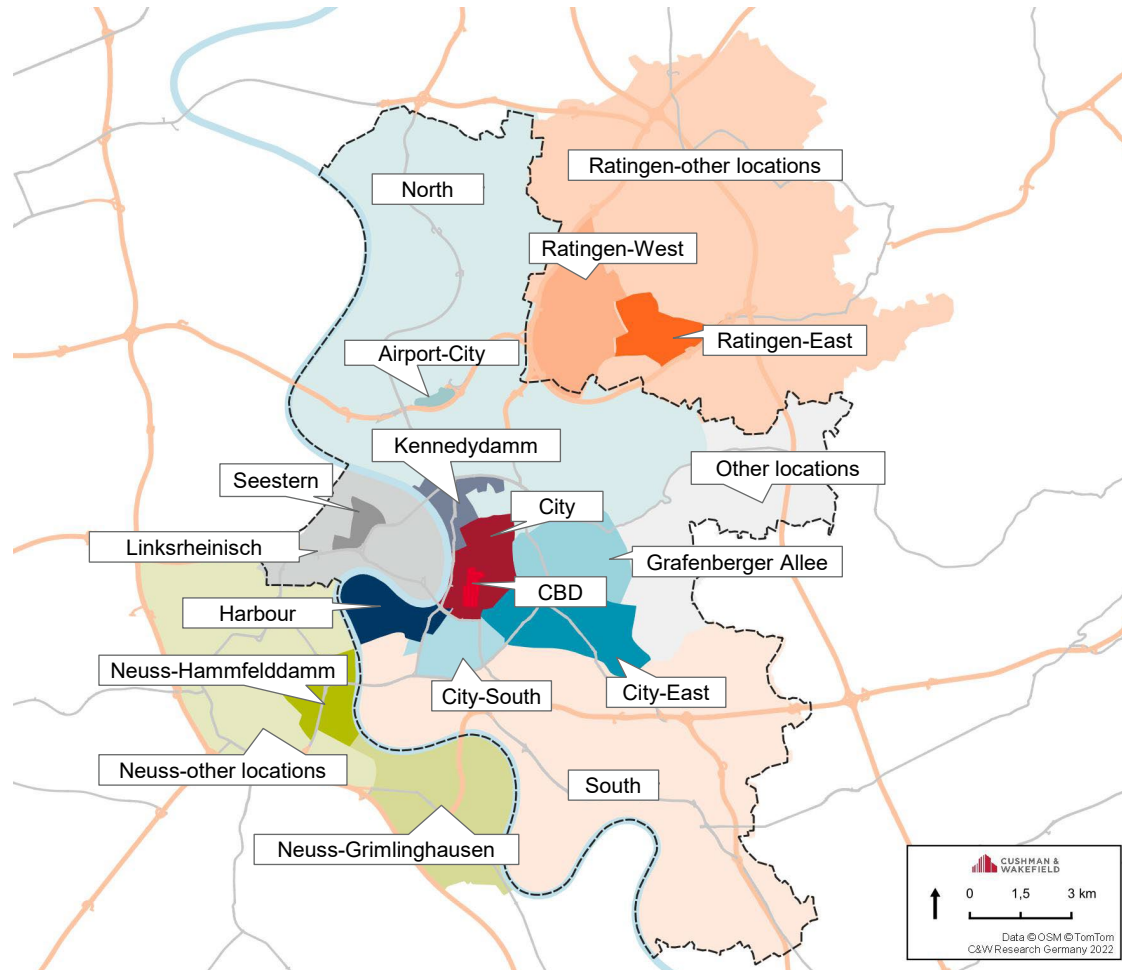 Ratingen-other locations
North
Ratingen-West
Ratingen-East
Airport-City
Kennedydamm
Other locations
Seestern
City
Linksrheinisch
Grafenberger Allee
CBD
Harbour
Neuss-Hammfelddamm
City-South
City-East
Neuss-other locations
South
Neuss-Grimlinghausen
CUSHMAN &
WAKEFIELD
0 1,5 3 km
Data ©OSM ©TomTom
C&W Research Germany 2022